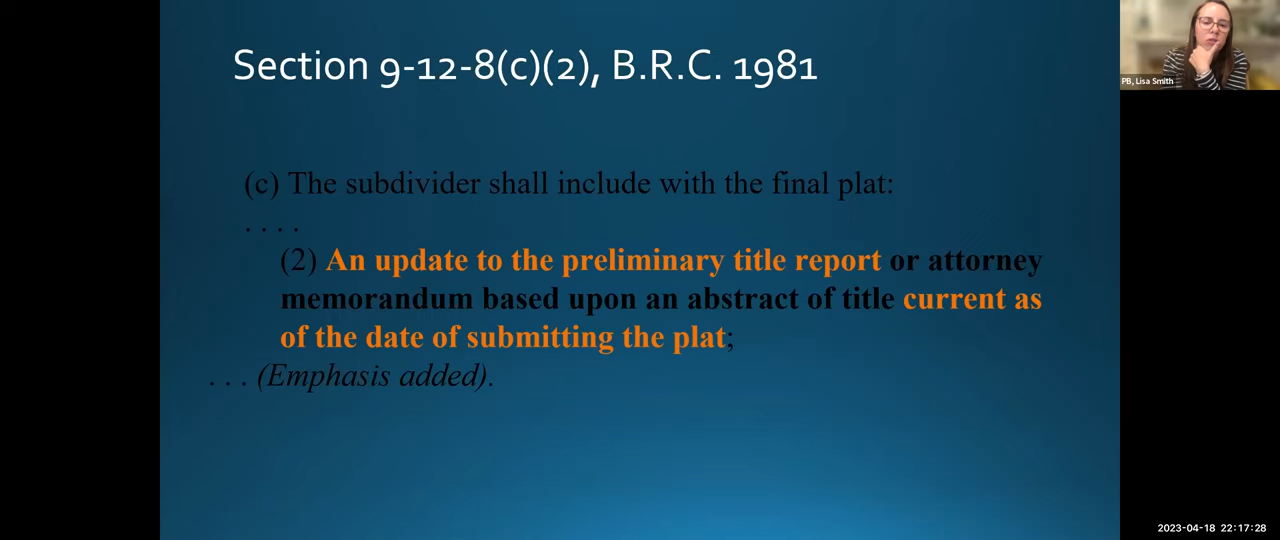 Section 9-12-8(c)(2), B.R.C. 1981
PB, Lisa Smith
(c) The subdivider shall include with the final plat:
. . . .
(2) An update to the preliminary title report or attorney
memorandum based upon an abstract of title current as
of the date of submitting the plat;
. . . (Emphasis added).
2023-04-18 22:17:28